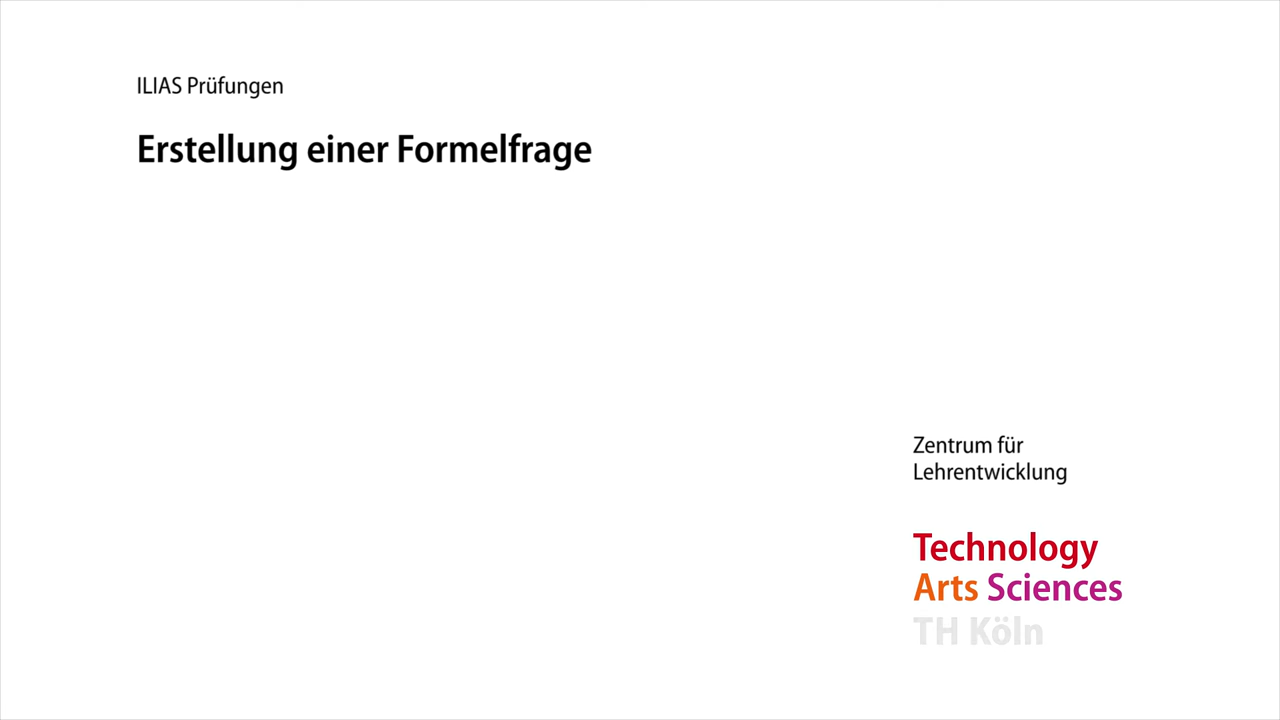 ILIAS Prüfungen
Erstellung einer Formelfrage
Zentrum für
Lehrentwicklung
Technology
Arts Sciences
TH Köln